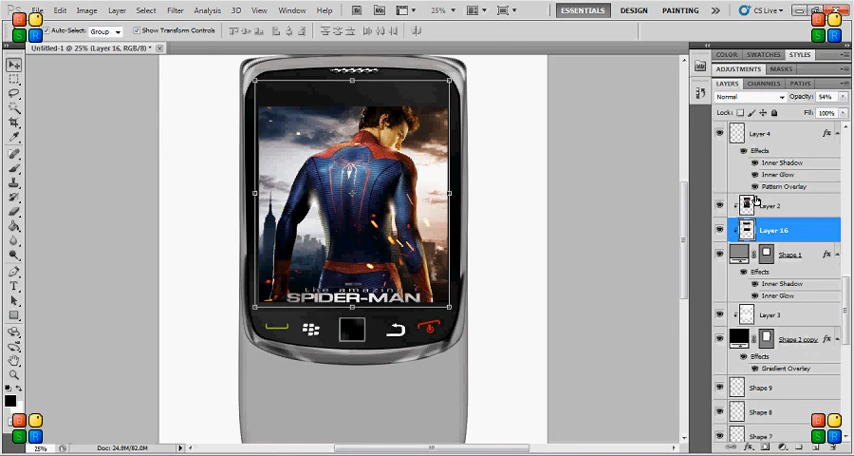 File Edit Image Layer Select Filter Analysis 3D View Window Help 25% ESSENTIALS DESIGN PAINTING >> CS Live
Auto-Select: Group Show Transform Controls
Untitled-1 @ 25% (Layer 16, RGB/8) *
COLOR SWATCHES STYLES
ADJUSTMENTS MASKS
LAYERS CHANNELS PATHS
Normal Opacity: 54%
Lock: Fill: 100%
Layer 4 fx
Effects
Inner Shadow
Inner Glow
Pattern Overlay
Layer 2
Layer 16
Shape 1 fx
Effects
Inner Shadow
Inner Glow
Layer 3
Shape 2 copy fx
Effects
Gradient Overlay
Shape 9
Shape 8
Shape 7
the amazing
SPIDER-MAN
25% Doc: 24.8M/82.0M
B
S R
B
S R
B
S R
B
S R